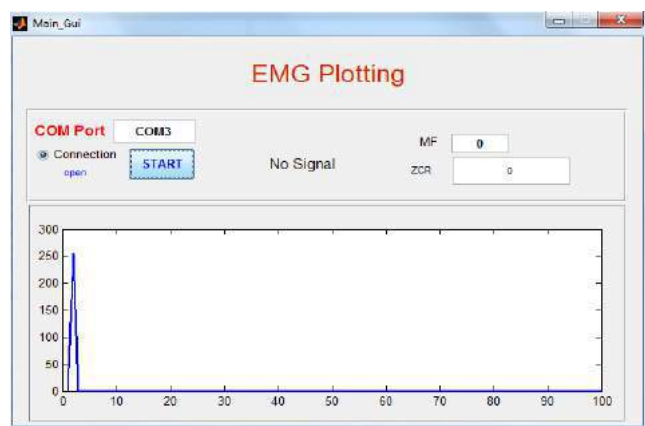 Main_Gui
EMG Plotting
COM Port COM3
Connection
open
START
No Signal
MF 0
ZCR 0
300
250
200
150
100
50
0
0 10 20 30 40 50 60 70 80 90 100